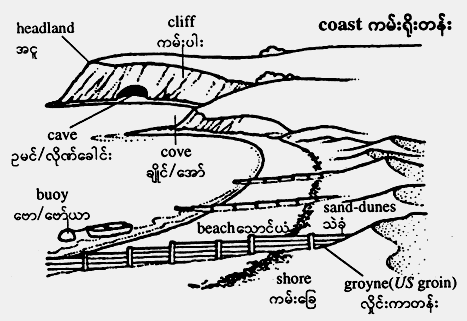 coast ကမ်းရိုးတန်း
cliff
ကမ်းပါး
headland
အငူ
cave
ဥမင်/လိုဏ်ခေါင်း
cove
ချိုင်/အော်
buoy
ဗော/ဗော်ယာ
beach သောင်ယံ
sand-dunes
သဲခုံ
shore
ကမ်းခြေ
groyne (US groin)
လှိုင်းကာတန်း